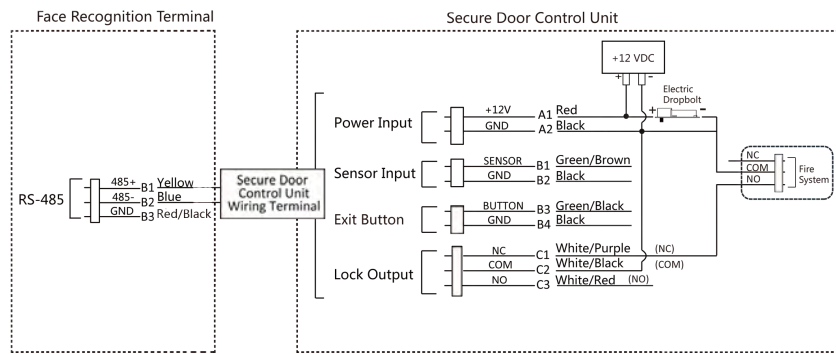 Face Recognition Terminal
Secure Door Control Unit
+12 VDC
+ -
Electric
Dropbolt
+ -
Power Input
+12V A1 Red
GND A2 Black
Sensor Input
SENSOR B1 Green/Brown
GND B2 Black
Exit Button
BUTTON B3 Green/Black
GND B4 Black
Lock Output
NC C1 White/Purple (NC)
COM C2 White/Black (COM)
NO C3 White/Red (NO)
NC
COM
NO
Fire
System
RS-485
485+ B1 Yellow
485- B2 Blue
GND B3 Red/Black
Secure Door
Control Unit
Wiring Terminal